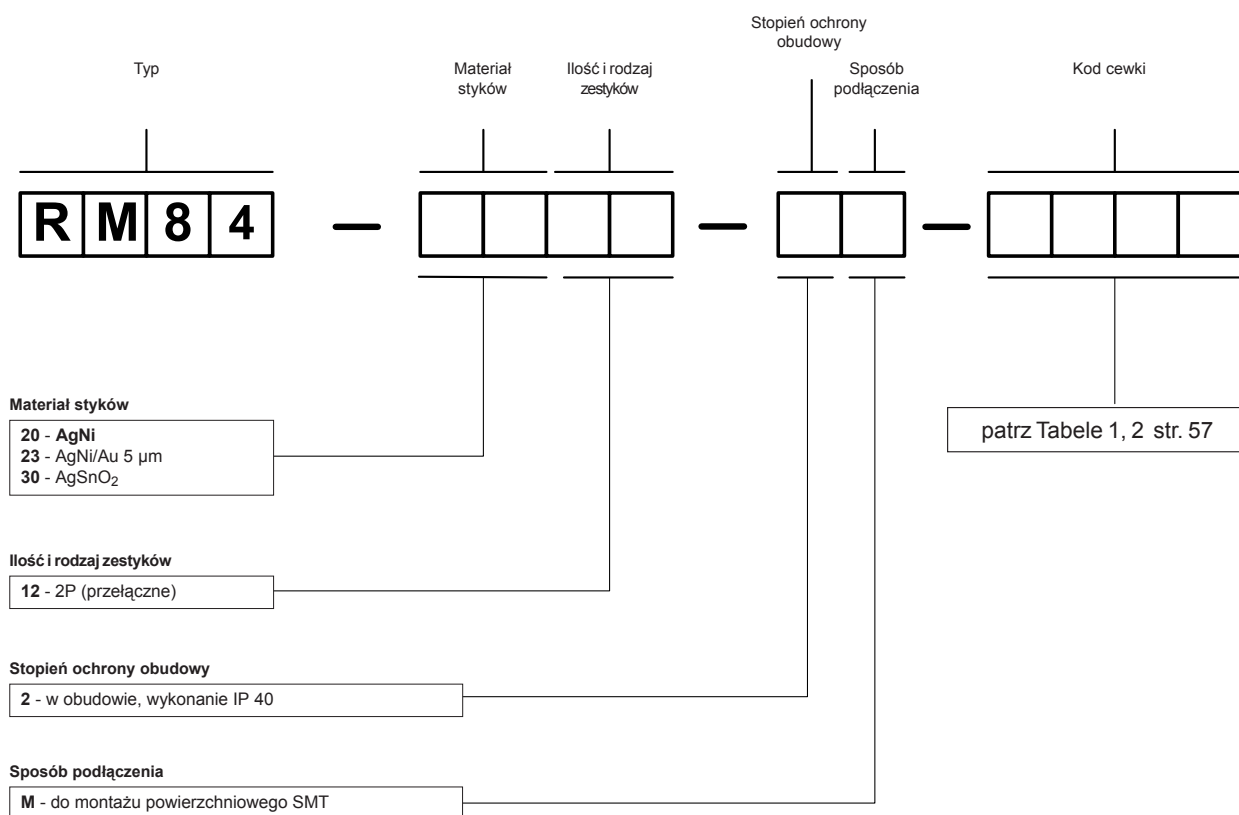 Stopień ochrony
obudowy
Typ
Materiał
styków
Ilość i rodzaj
zestyków
Sposób
podłączenia
Kod cewki
RM84 — — —
Materiał styków
20 - AgNi
23 - AgNi/Au 5 µm
30 - AgSnO₂
patrz Tabele 1, 2 str. 57
Ilość i rodzaj zestyków
12 - 2P (przełączne)
Stopień ochrony obudowy
2 - w obudowie, wykonanie IP 40
Sposób podłączenia
M - do montażu powierzchniowego SMT